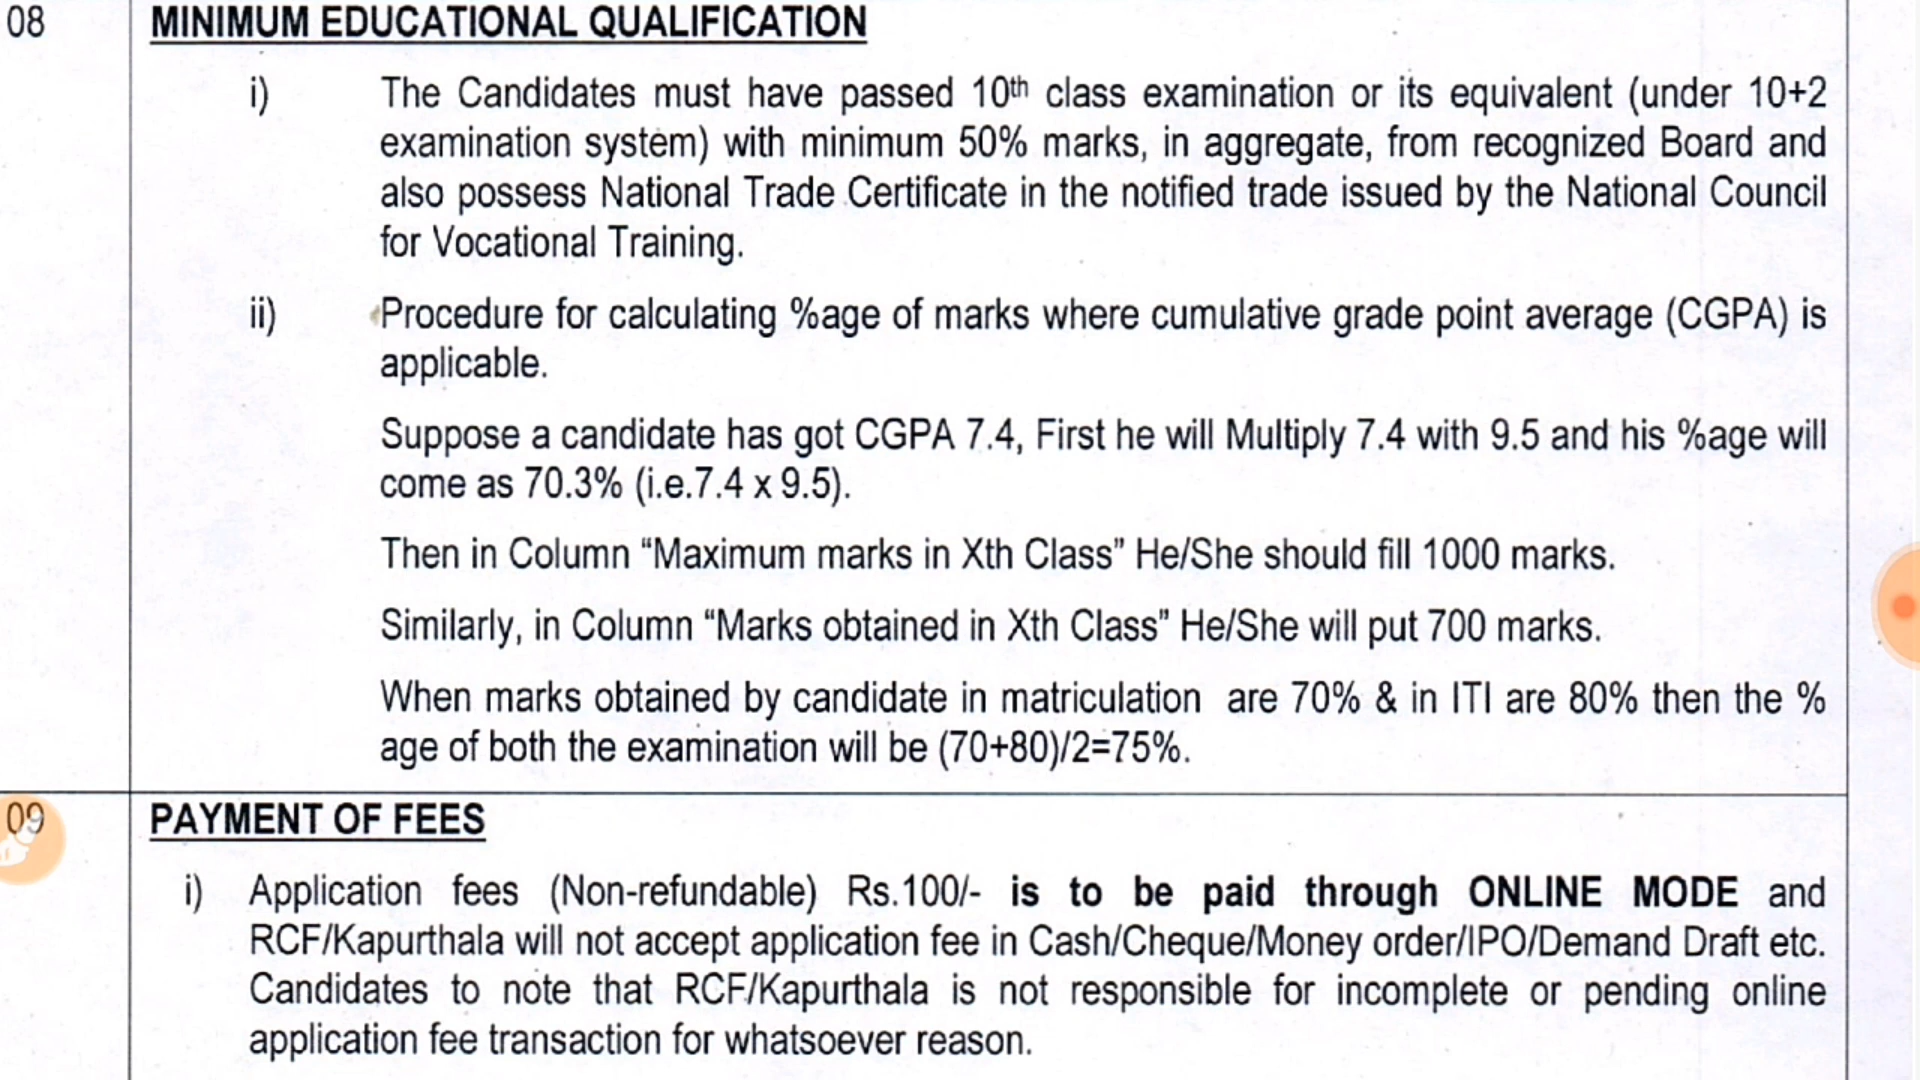 08
MINIMUM EDUCATIONAL QUALIFICATION
i) The Candidates must have passed 10th class examination or its equivalent (under 10+2
examination system) with minimum 50% marks, in aggregate, from recognized Board and
also possess National Trade Certificate in the notified trade issued by the National Council
for Vocational Training.
ii) Procedure for calculating %age of marks where cumulative grade point average (CGPA) is
applicable.
Suppose a candidate has got CGPA 7.4, First he will Multiply 7.4 with 9.5 and his %age will
come as 70.3% (i.e.7.4 x 9.5).
Then in Column “Maximum marks in Xth Class” He/She should fill 1000 marks.
Similarly, in Column “Marks obtained in Xth Class” He/She will put 700 marks.
When marks obtained by candidate in matriculation are 70% & in ITI are 80% then the %
age of both the examination will be (70+80)/2=75%.
09
PAYMENT OF FEES
i) Application fees (Non-refundable) Rs.100/- is to be paid through ONLINE MODE and
RCF/Kapurthala will not accept application fee in Cash/Cheque/Money order/IPO/Demand Draft etc.
Candidates to note that RCF/Kapurthala is not responsible for incomplete or pending online
application fee transaction for whatsoever reason.